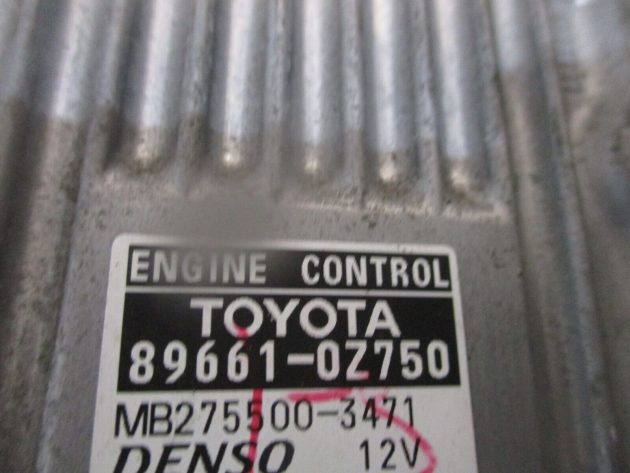 ENGINE CONTROL
TOYOTA
89661-0Z750
MB275500-3471
DENSO 12V